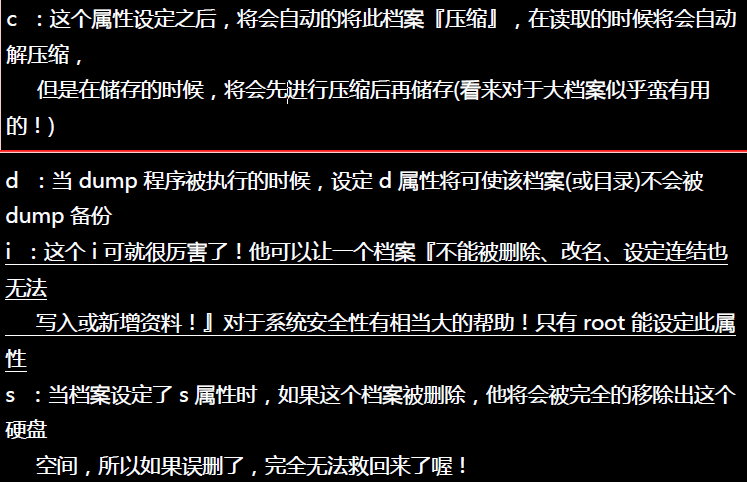 c ：这个属性设定之后，将会自动的将此档案『压缩』，在读取的时候将会自动
解压缩，
但是在储存的时候，将会先进行压缩后再储存(看来对于大档案似乎蛮有用
的！)
d ：当 dump 程序被执行的时候，设定 d 属性将可使该档案(或目录)不会被
dump 备份
i ：这个 i 可就很厉害了！他可以让一个档案『不能被删除、改名、设定连结也
无法
写入或新增资料！』对于系统安全性有相当大的帮助！只有 root 能设定此属
性
s ：当档案设定了 s 属性时，如果这个档案被删除，他将会被完全的移除出这个
硬盘
空间，所以如果误删了，完全无法救回来了喔！